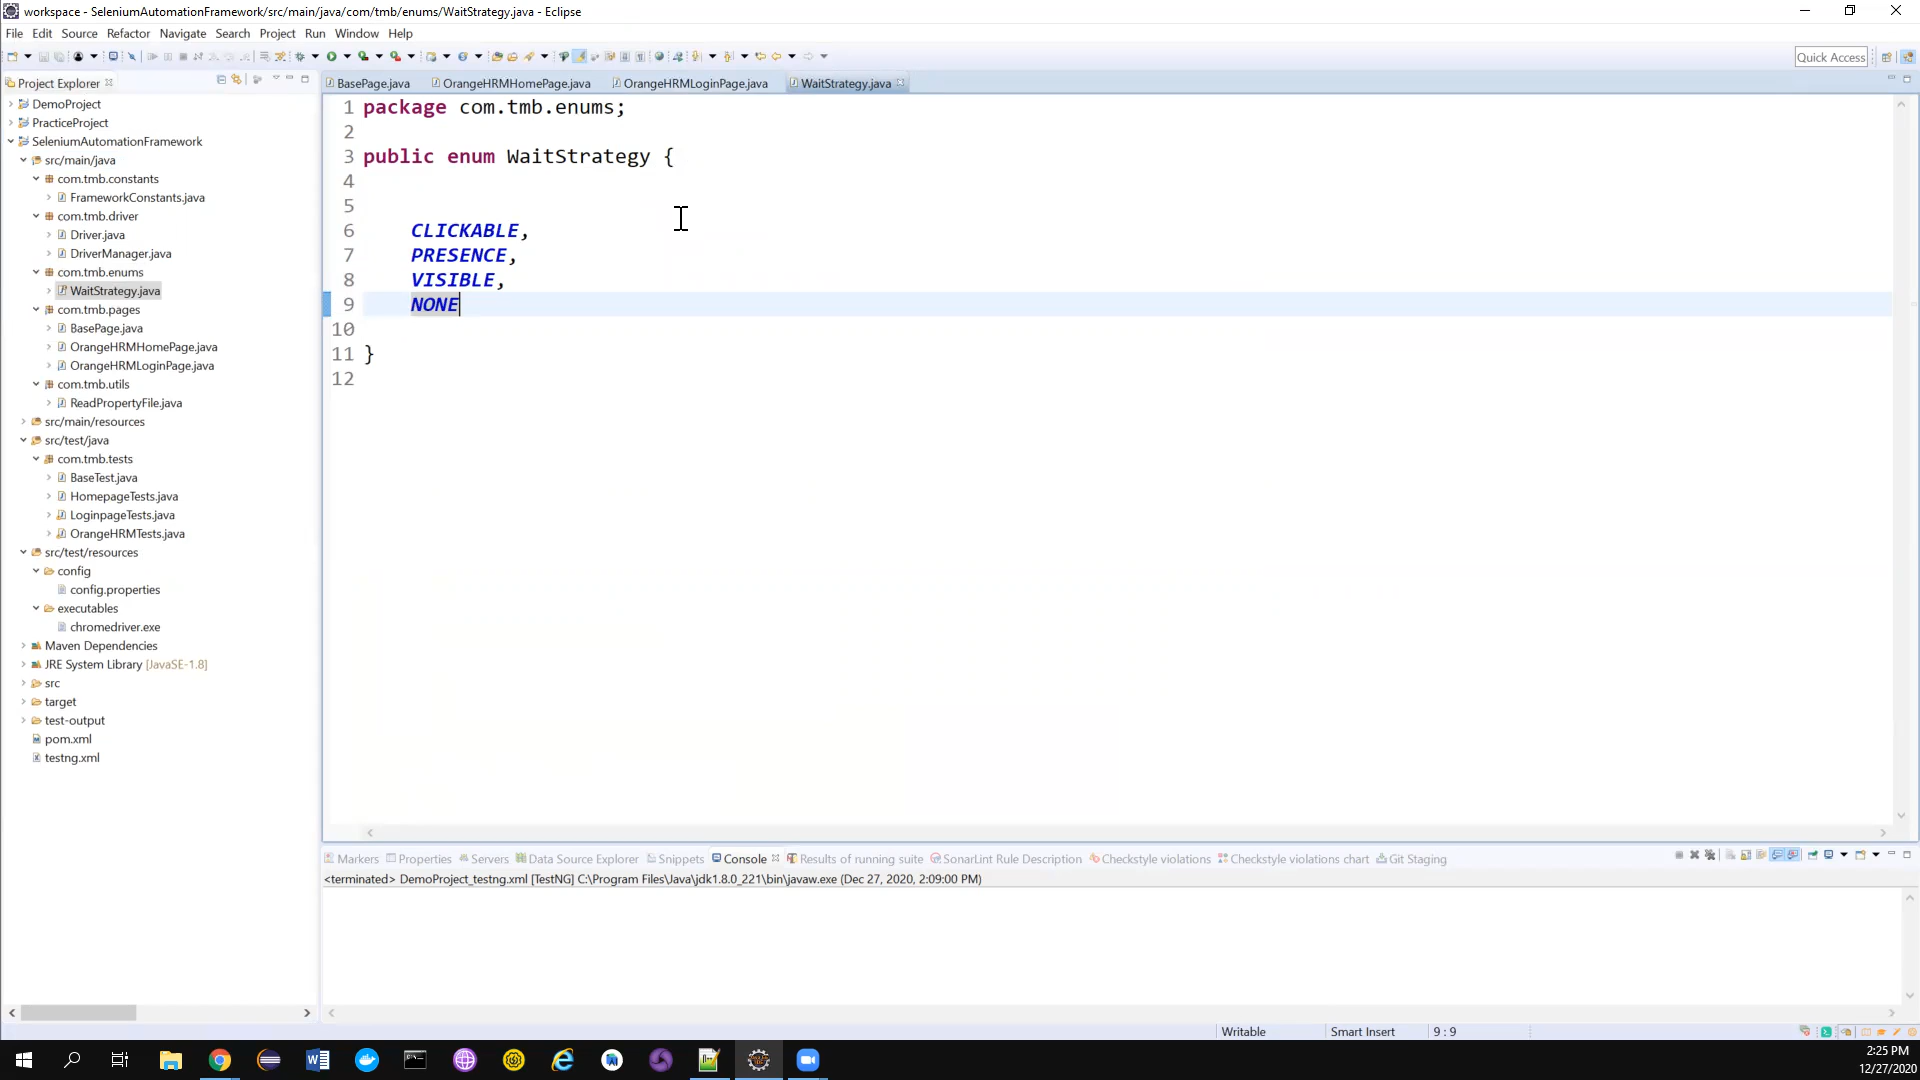 workspace - SeleniumAutomationFramework/src/main/java/com/tmb/enums/WaitStrategy.java - Eclipse
File Edit Source Refactor Navigate Search Project Run Window Help
Quick Access
Project Explorer
BasePage.java OrangeHRMHomePage.java OrangeHRMLoginPage.java WaitStrategy.java
DemoProject
PracticeProject
SeleniumAutomationFramework
src/main/java
com.tmb.constants
FrameworkConstants.java
com.tmb.driver
Driver.java
DriverManager.java
com.tmb.enums
WaitStrategy.java
com.tmb.pages
BasePage.java
OrangeHRMHomePage.java
OrangeHRMLoginPage.java
com.tmb.utils
ReadPropertyFile.java
src/main/resources
src/test/java
com.tmb.tests
BaseTest.java
HomepageTests.java
LoginpageTests.java
OrangeHRMTests.java
src/test/resources
config
config.properties
executables
chromedriver.exe
Maven Dependencies
JRE System Library [JavaSE-1.8]
src
target
test-output
pom.xml
testng.xml
1 package com.tmb.enums;
2
3 public enum WaitStrategy {
4
5
6 CLICKABLE,
7 PRESENCE,
8 VISIBLE,
9 NONE
10
11 }
12
Markers Properties Servers Data Source Explorer Snippets Console Results of running suite SonarLint Rule Description Checkstyle violations Checkstyle violations chart Git Staging
<terminated> DemoProject_testng.xml [TestNG] C:\Program Files\Java\jdk1.8.0_221\bin\javaw.exe (Dec 27, 2020, 2:09:00 PM)
Writable Smart Insert 9 : 9
2:25 PM
12/27/2020